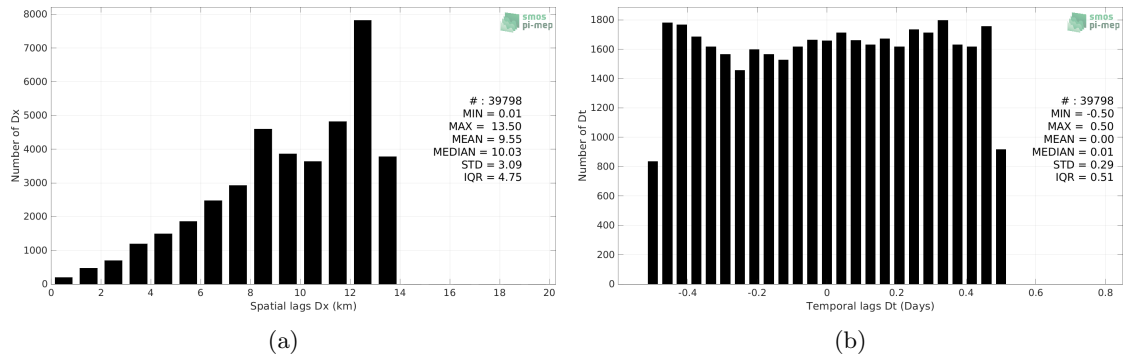 smos
pi-mep
8000
7000
6000
5000
4000
3000
2000
1000
0
Number of Dx
# : 39798
MIN = 0.01
MAX = 13.50
MEAN = 9.55
MEDIAN = 10.03
STD = 3.09
IQR = 4.75
0 2 4 6 8 10 12 14 16 18 20
Spatial lags Dx (km)
(a)
smos
pi-mep
1800
1600
1400
1200
1000
800
600
400
200
0
Number of Dt
# : 39798
MIN = -0.50
MAX = 0.50
MEAN = 0.00
MEDIAN = 0.01
STD = 0.29
IQR = 0.51
-0.4 -0.2 0 0.2 0.4 0.6 0.8
Temporal lags Dt (Days)
(b)